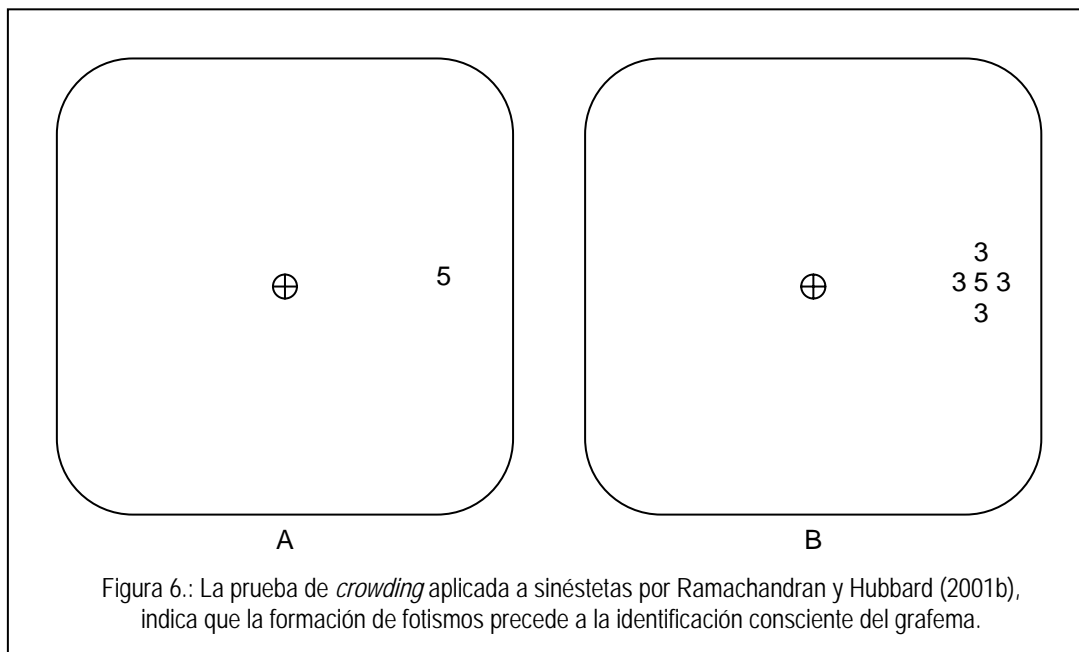 5
3
3 5 3
3
A
B
Figura 6.: La prueba de crowding aplicada a sinéstetas por Ramachandran y Hubbard (2001b),
indica que la formación de fotismos precede a la identificación consciente del grafema.